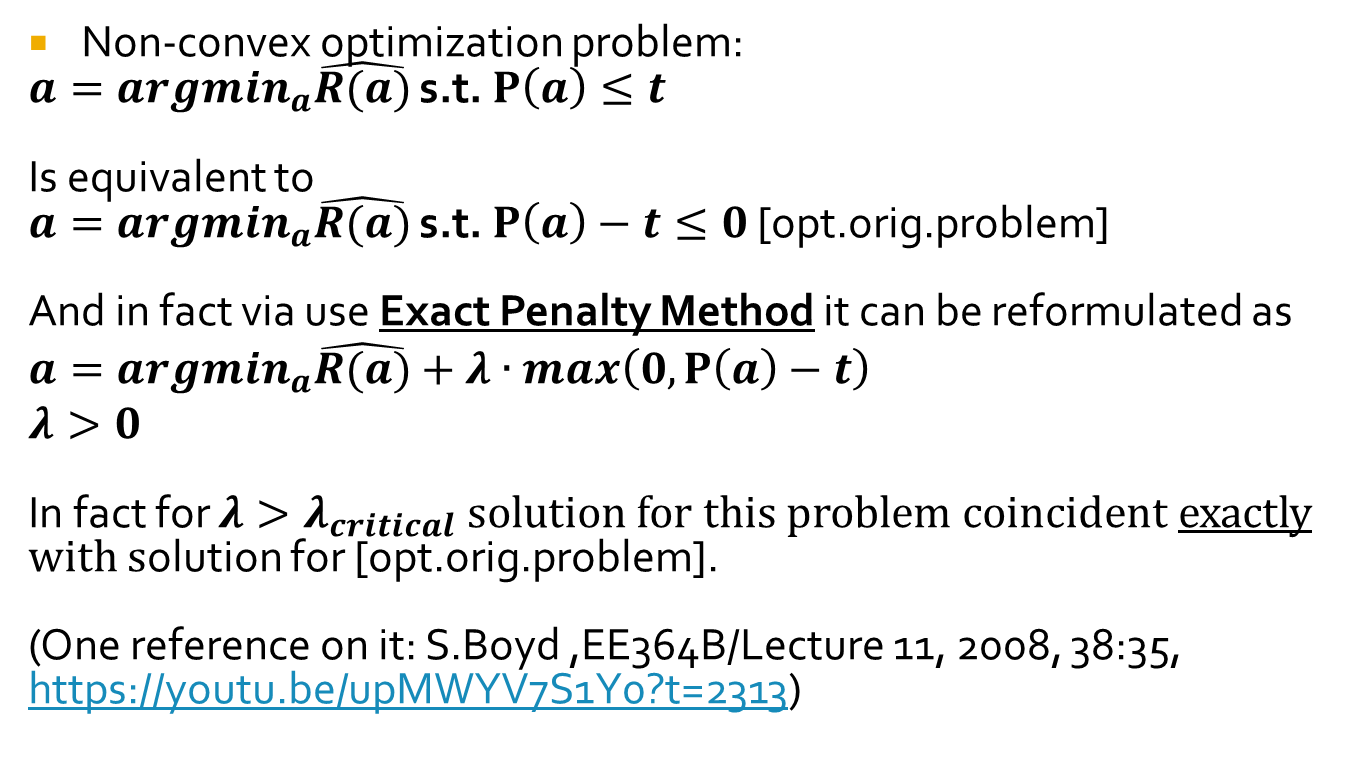 ▪ Non-convex optimization problem:
𝒂 = 𝒂𝒓𝒈𝒎𝒊𝒏ₐR̂(𝒂) s.t. P(𝒂) ≤ 𝒕
Is equivalent to
𝒂 = 𝒂𝒓𝒈𝒎𝒊𝒏ₐR̂(𝒂) s.t. P(𝒂) − 𝒕 ≤ 0 [opt.orig.problem]
And in fact via use Exact Penalty Method it can be reformulated as
𝒂 = 𝒂𝒓𝒈𝒎𝒊𝒏ₐR̂(𝒂) + λ · 𝒎𝒂𝒙(0, P(𝒂) − 𝒕)
λ > 0
In fact for λ > λ_critical solution for this problem coincident exactly
with solution for [opt.orig.problem].
(One reference on it: S.Boyd ,EE364B/Lecture 11, 2008, 38:35,
https://youtu.be/upMWYV7S1Y0?t=2313)